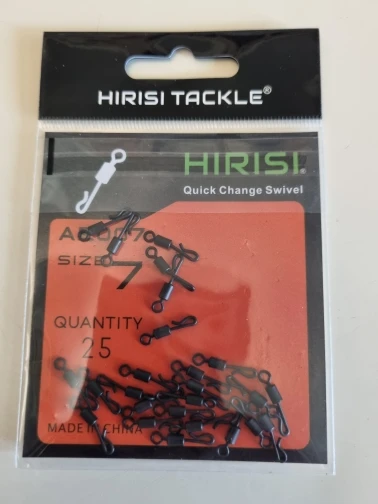 HIRISI TACKLE®
HIRISI®
Quick Change Swivel
SIZE 7
QUANTITY
25
MADE IN CHINA